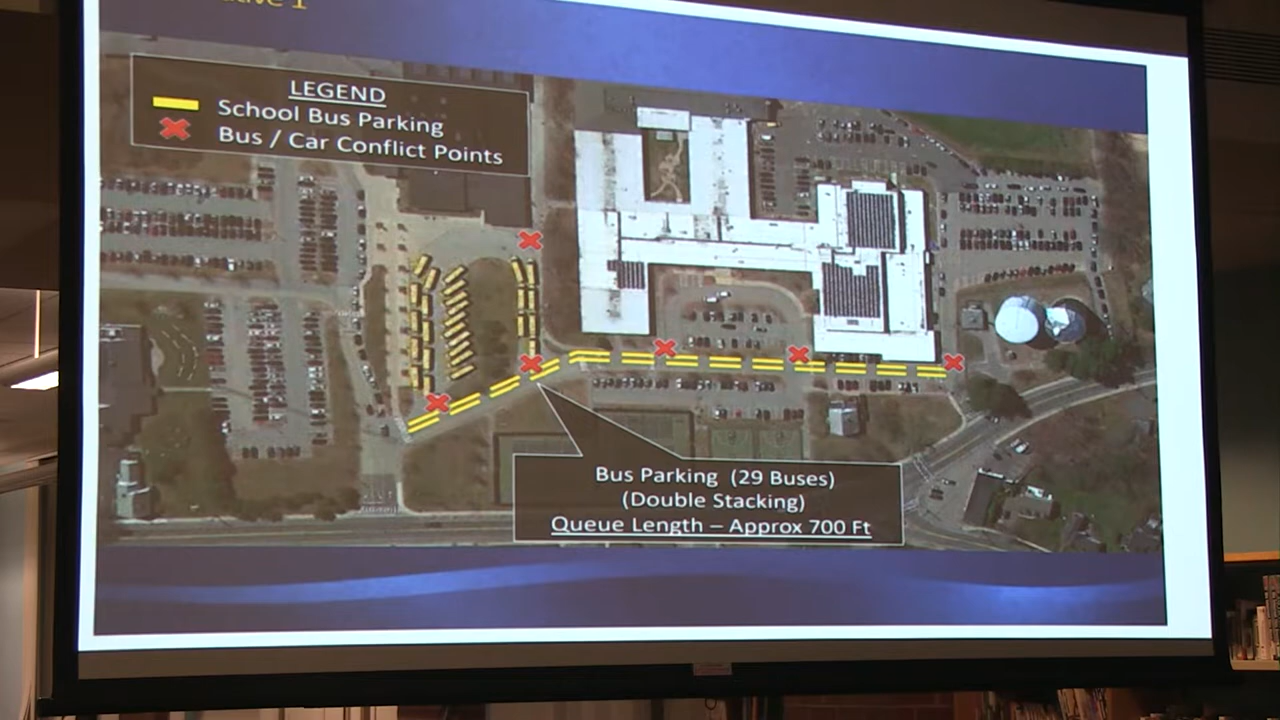 LEGEND
School Bus Parking
Bus / Car Conflict Points
Bus Parking (29 Buses)
(Double Stacking)
Queue Length – Approx 700 Ft